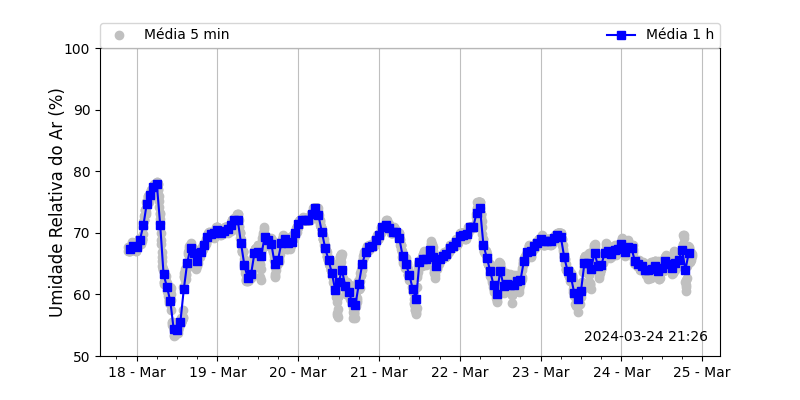 Média 5 min
Média 1 h
Umidade Relativa do Ar (%)
100
90
80
70
60
50
2024-03-24 21:26
18 - Mar
19 - Mar
20 - Mar
21 - Mar
22 - Mar
23 - Mar
24 - Mar
25 - Mar